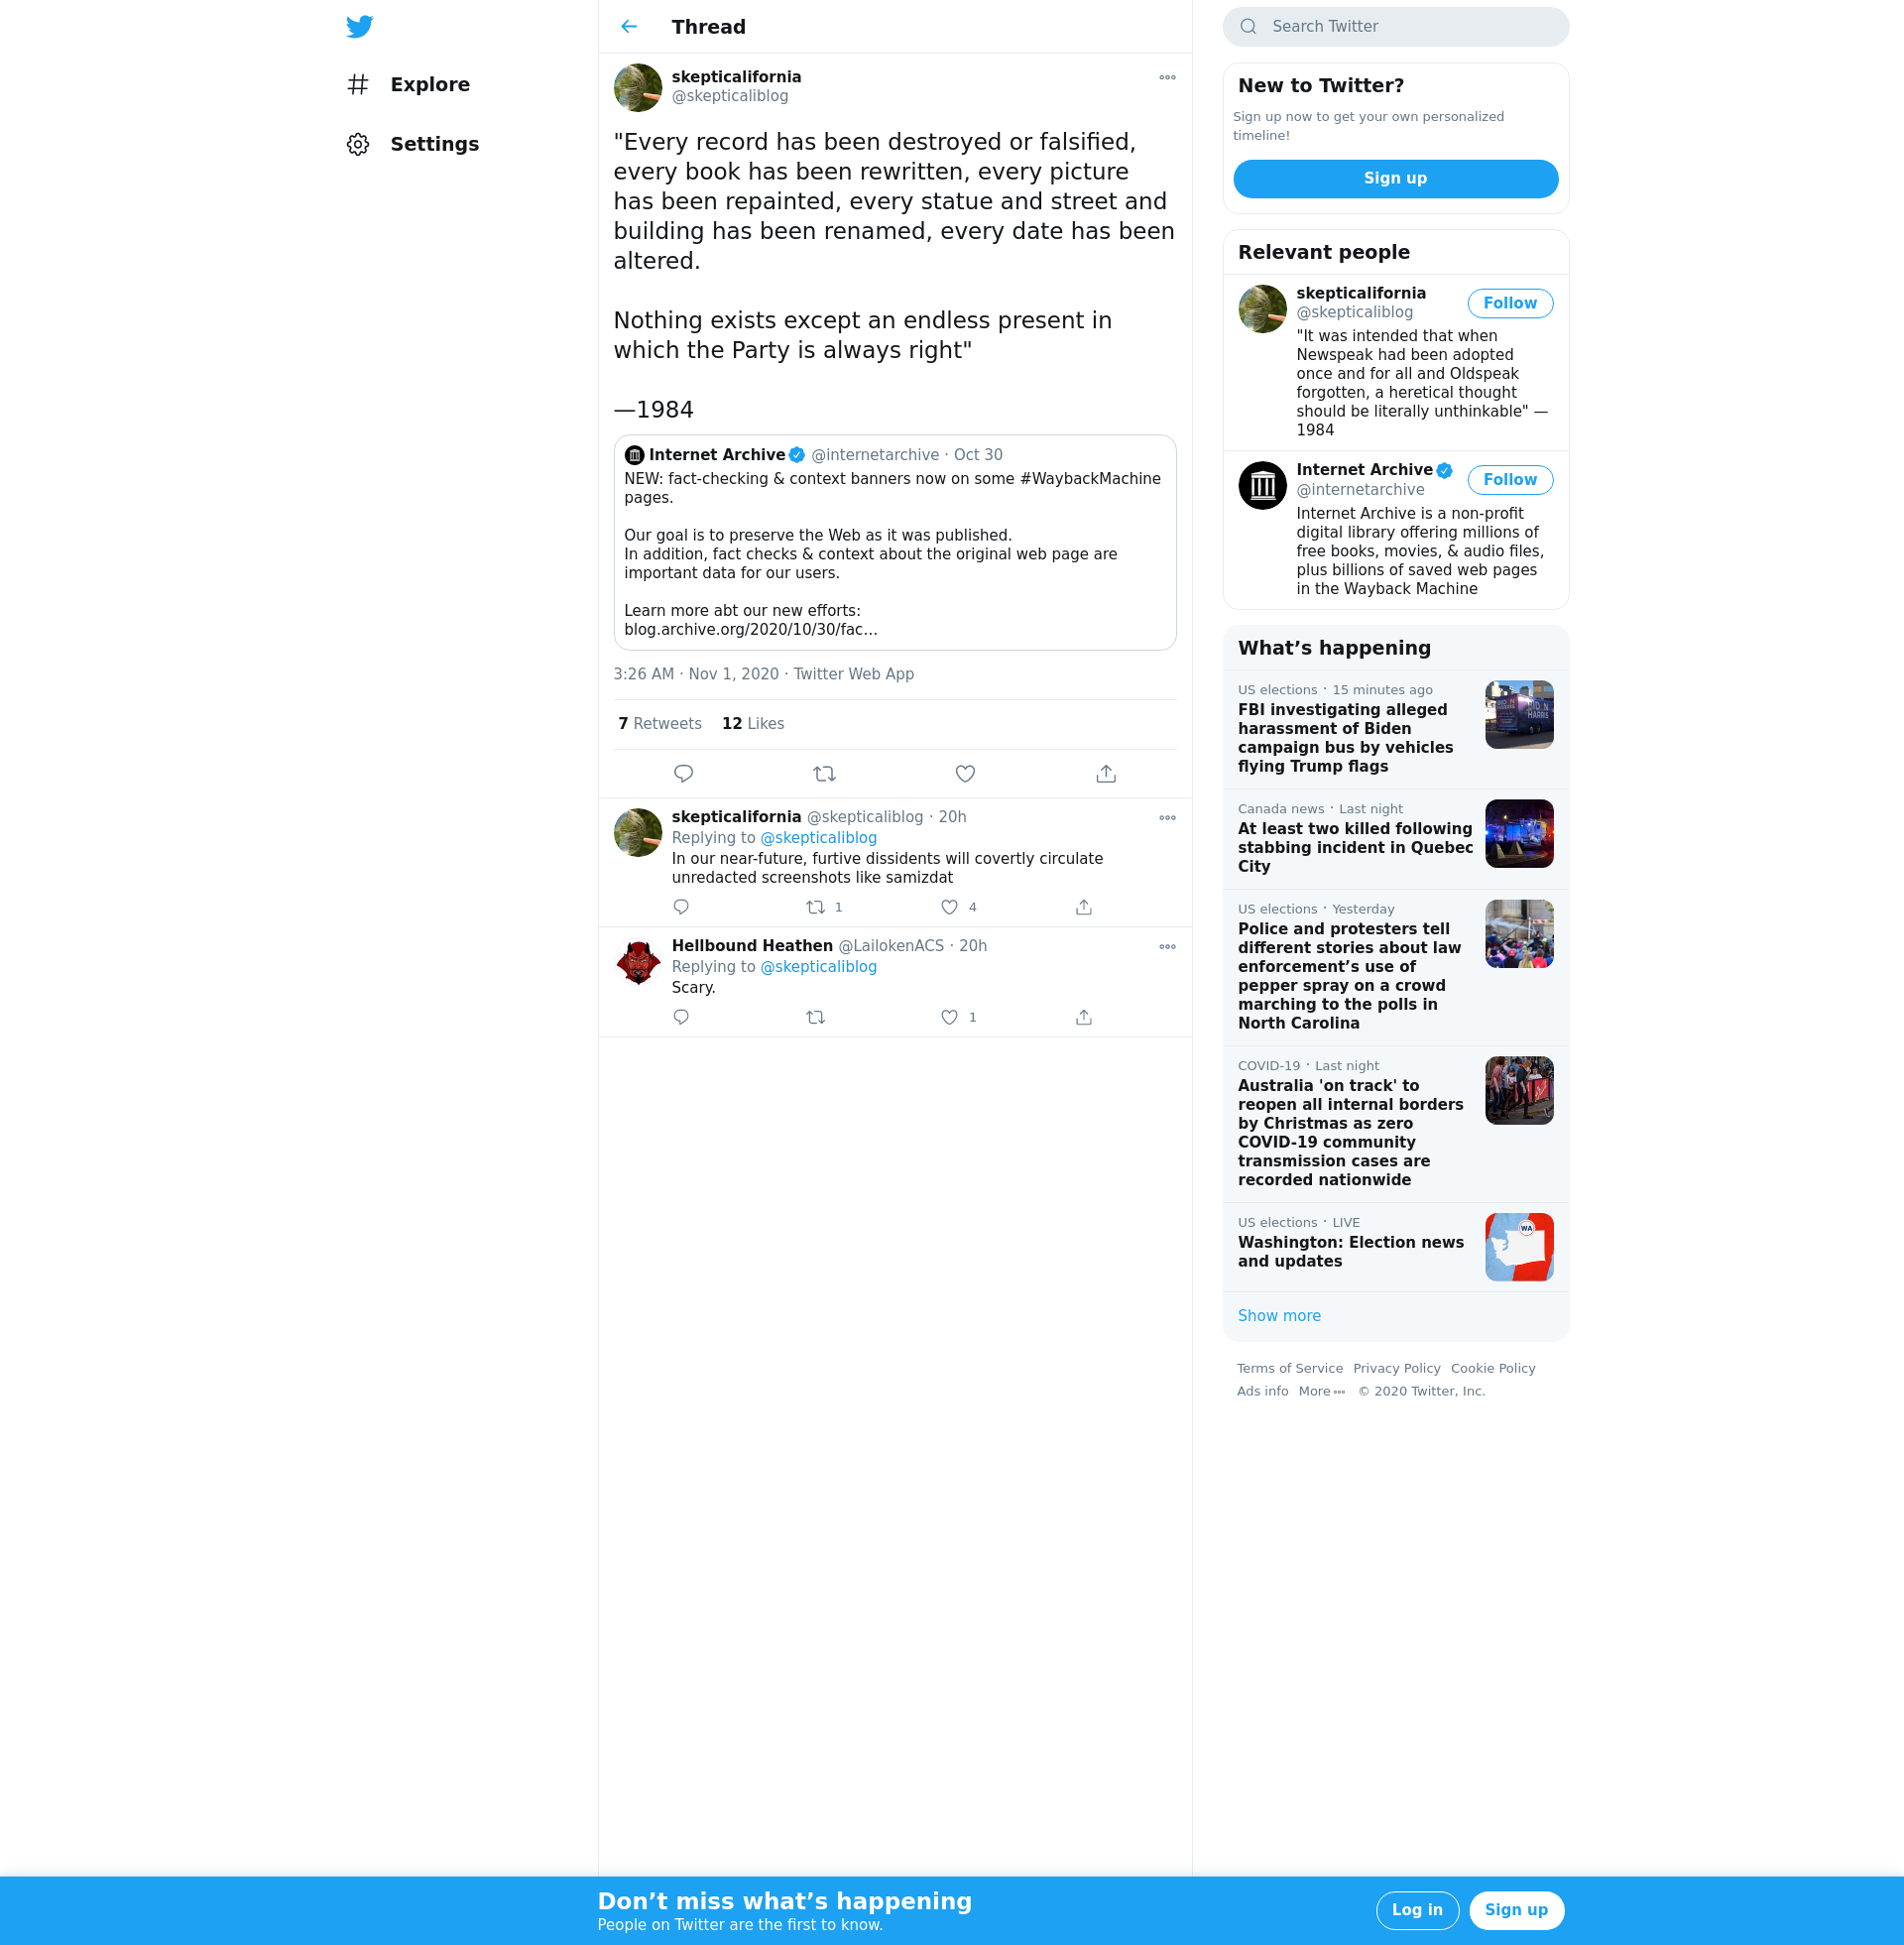 Explore
Settings
Thread
skepticalifornia
@skepticaliblog
"Every record has been destroyed or falsified,
every book has been rewritten, every picture
has been repainted, every statue and street and
building has been renamed, every date has been
altered.
Nothing exists except an endless present in
which the Party is always right"
—1984
Internet Archive @internetarchive · Oct 30
NEW: fact-checking & context banners now on some #WaybackMachine
pages.
Our goal is to preserve the Web as it was published.
In addition, fact checks & context about the original web page are
important data for our users.
Learn more abt our new efforts:
blog.archive.org/2020/10/30/fac…
3:26 AM · Nov 1, 2020 · Twitter Web App
7 Retweets 12 Likes
skepticalifornia @skepticaliblog · 20h
Replying to @skepticaliblog
In our near-future, furtive dissidents will covertly circulate
unredacted screenshots like samizdat
1 4
Hellbound Heathen @LailokenACS · 20h
Replying to @skepticaliblog
Scary.
1
Search Twitter
New to Twitter?
Sign up now to get your own personalized
timeline!
Sign up
Relevant people
skepticalifornia
@skepticaliblog
Follow
"It was intended that when
Newspeak had been adopted
once and for all and Oldspeak
forgotten, a heretical thought
should be literally unthinkable" —
1984
Internet Archive
@internetarchive
Follow
Internet Archive is a non-profit
digital library offering millions of
free books, movies, & audio files,
plus billions of saved web pages
in the Wayback Machine
What’s happening
US elections · 15 minutes ago
FBI investigating alleged
harassment of Biden
campaign bus by vehicles
flying Trump flags
Canada news · Last night
At least two killed following
stabbing incident in Quebec
City
US elections · Yesterday
Police and protesters tell
different stories about law
enforcement’s use of
pepper spray on a crowd
marching to the polls in
North Carolina
COVID-19 · Last night
Australia 'on track' to
reopen all internal borders
by Christmas as zero
COVID-19 community
transmission cases are
recorded nationwide
US elections · LIVE
Washington: Election news
and updates
WA
Show more
Terms of Service Privacy Policy Cookie Policy
Ads info More © 2020 Twitter, Inc.
Don’t miss what’s happening
People on Twitter are the first to know.
Log in
Sign up